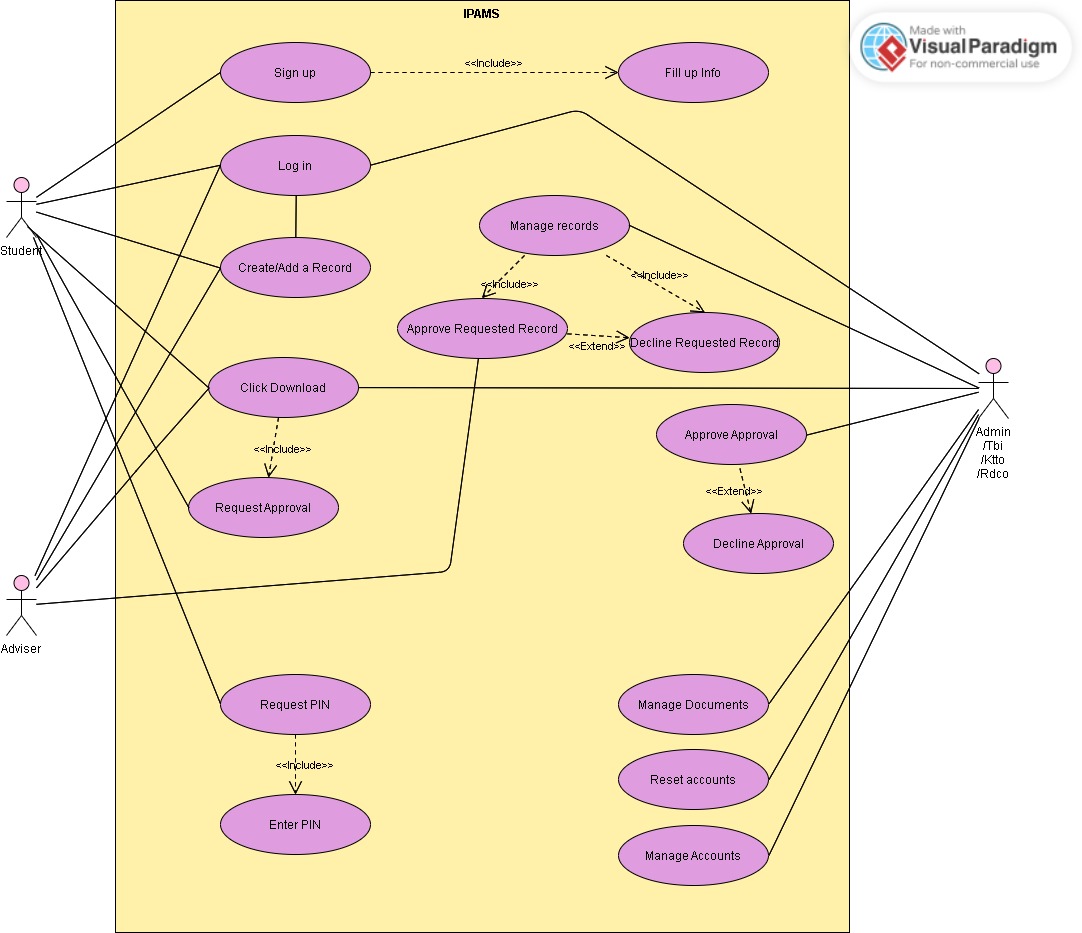 IPAMS
Made with
VisualParadigm
For non-commercial use
Sign up
<<Include>>
Fill up Info
Log in
Student
Manage records
Create/Add a Record
<<Include>>
<<Include>>
Approve Requested Record
<<Extend>>
Decline Requested Record
Click Download
Admin
/Tbi
/Ktto
/Rdco
Approve Approval
<<Include>>
<<Extend>>
Request Approval
Decline Approval
Adviser
Request PIN
Manage Documents
<<Include>>
Reset accounts
Enter PIN
Manage Accounts